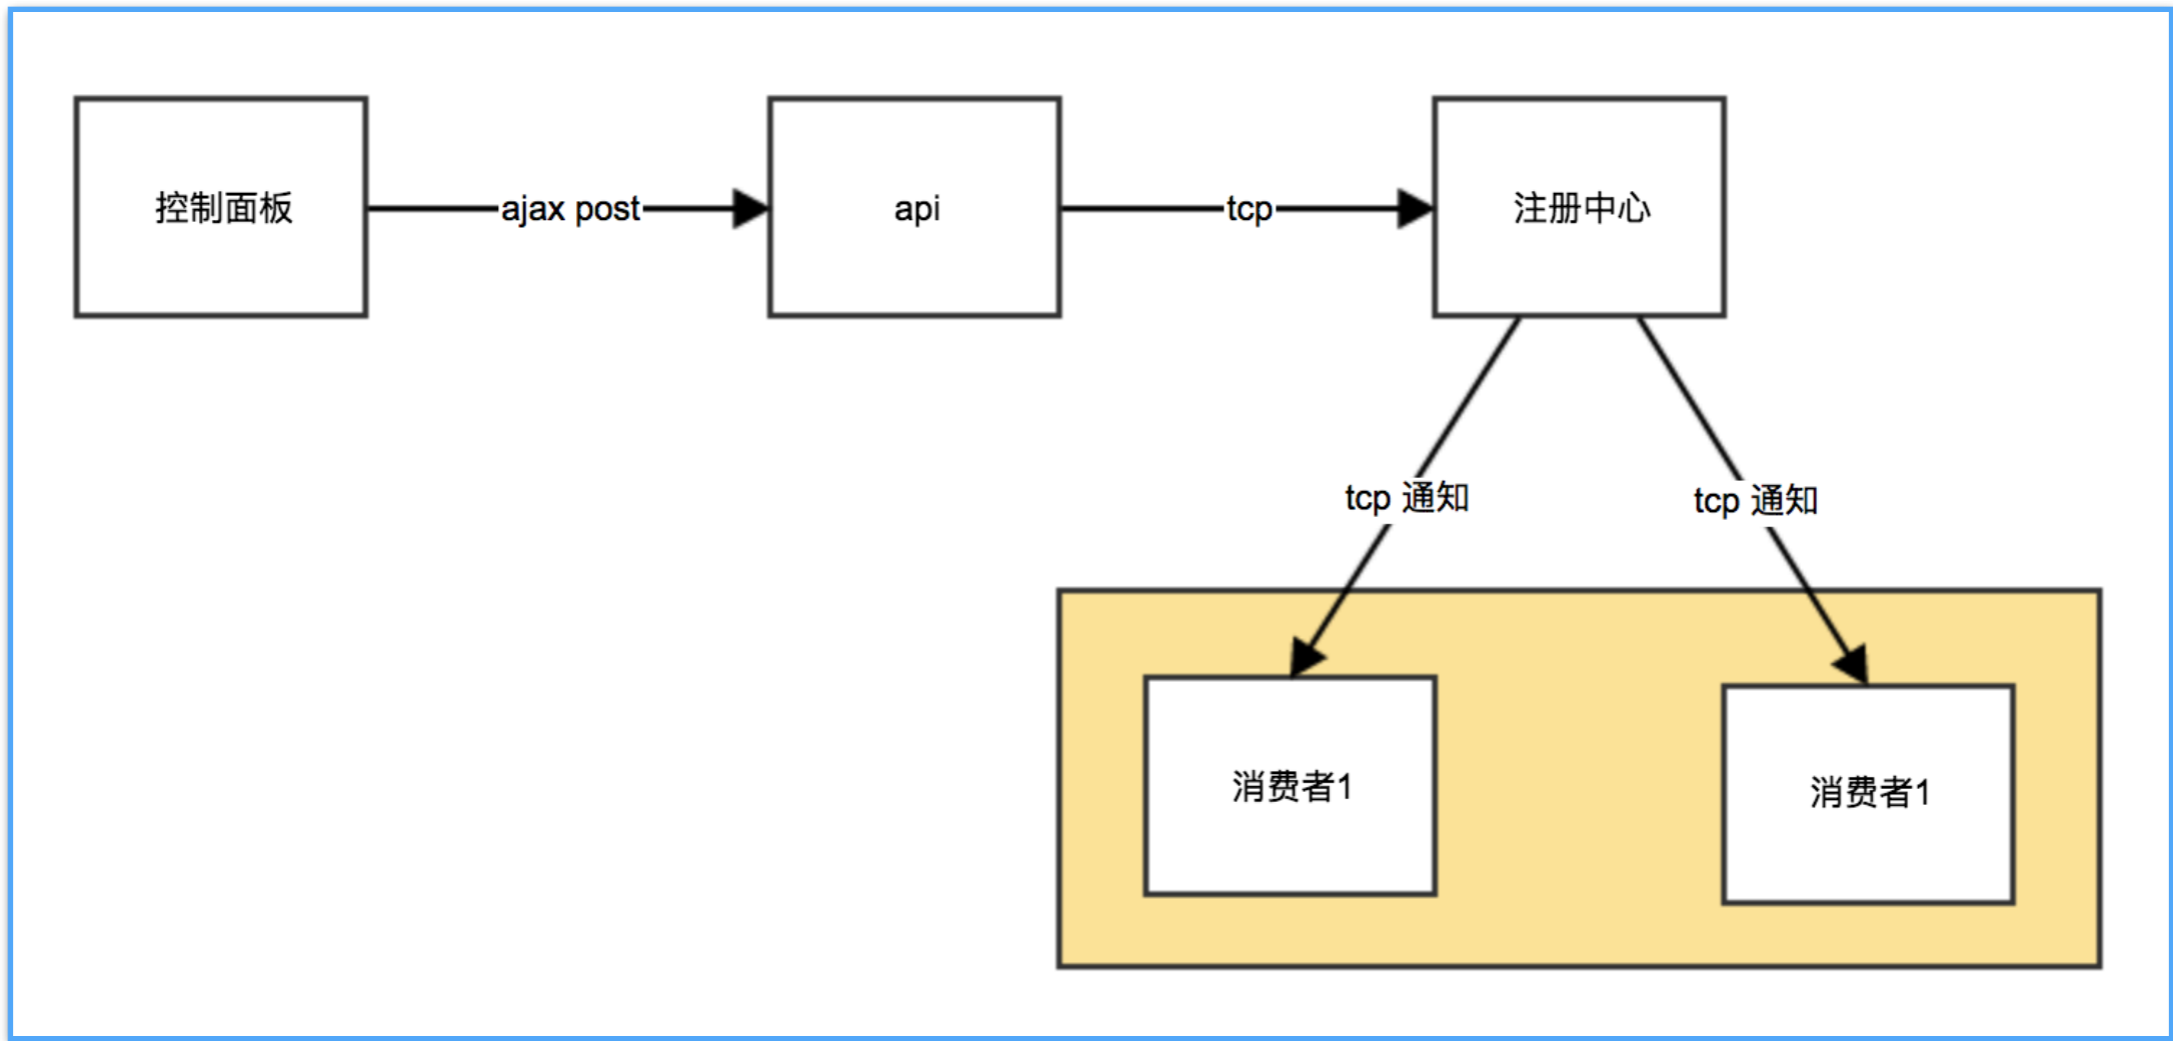 控制面板
ajax post
api
tcp
注册中心
tcp 通知
tcp 通知
消费者1
消费者1